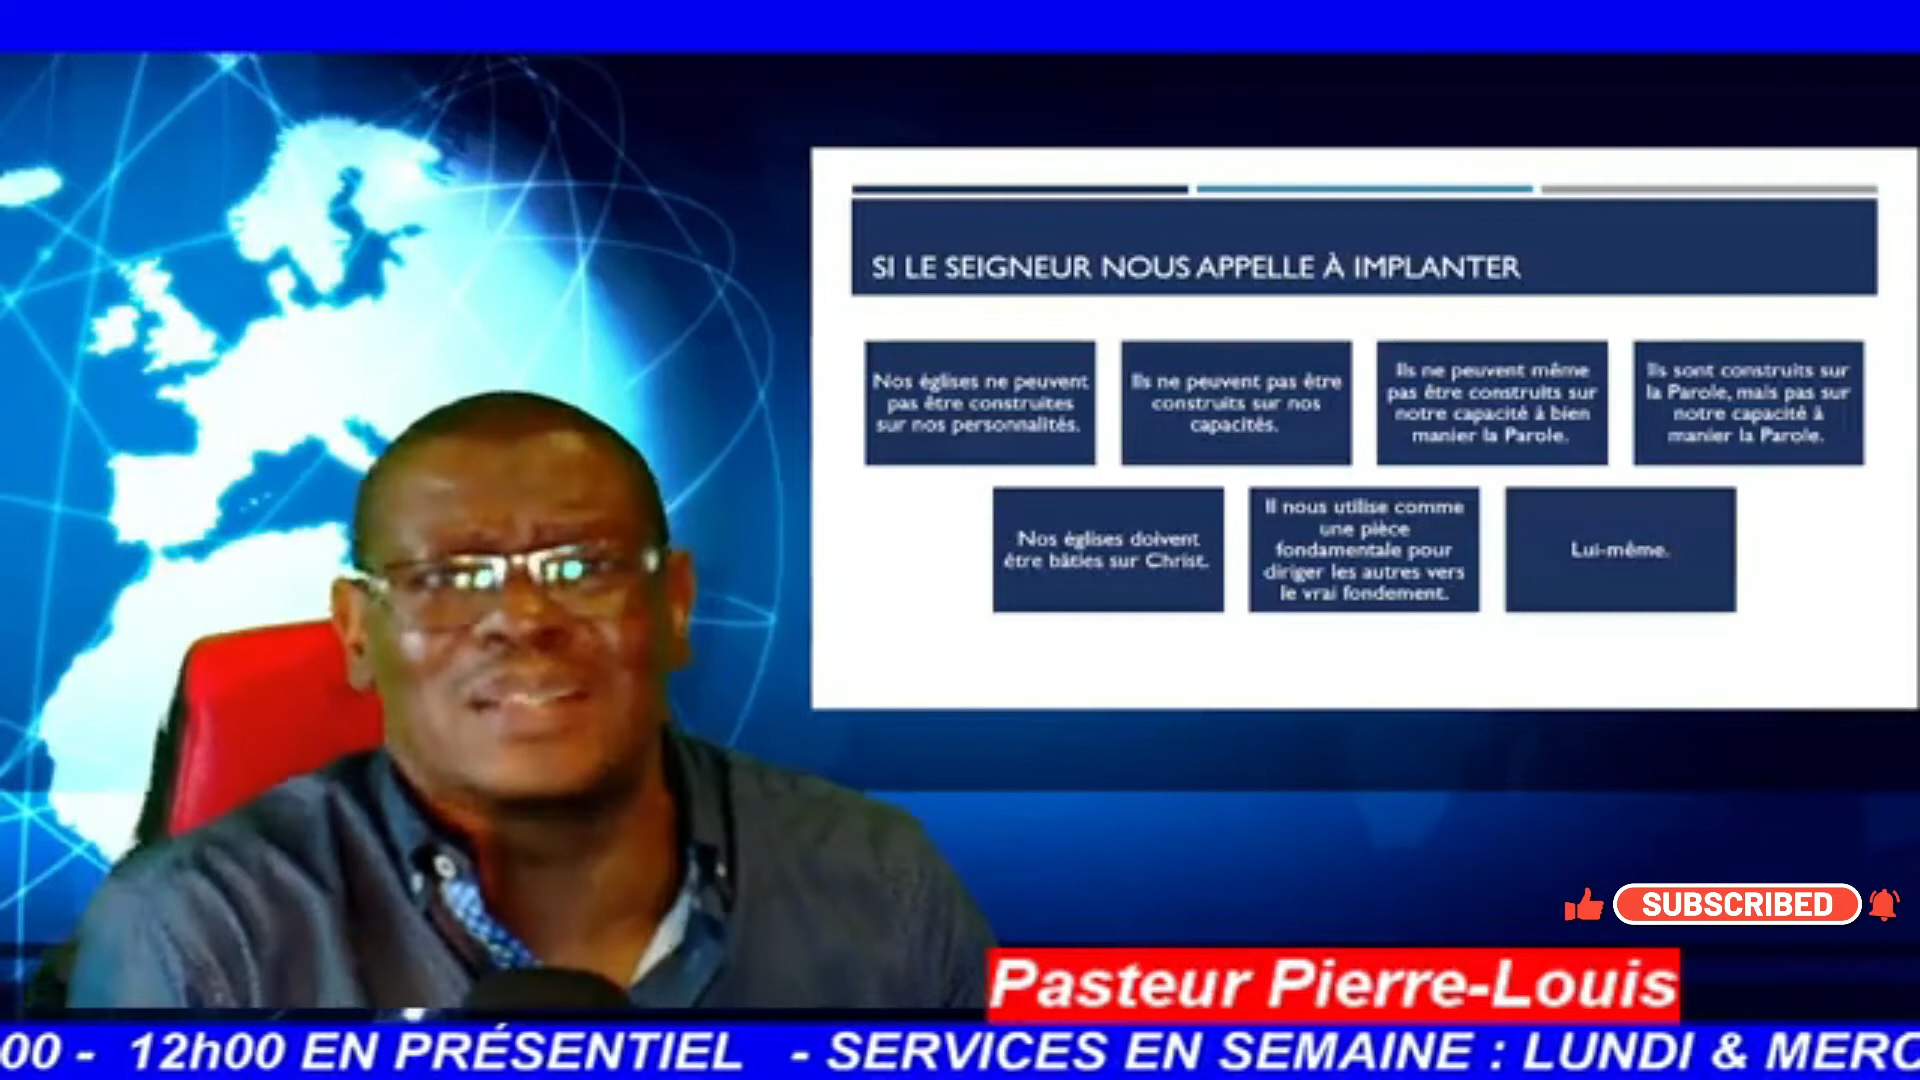 SI LE SEIGNEUR NOUS APPELLE À IMPLANTER
Nos églises ne peuvent
pas être construites
sur nos personnalités.
Ils ne peuvent pas être
construits sur nos
capacités.
Ils ne peuvent même
pas être construits sur
notre capacité à bien
manier la Parole.
Ils sont construits sur
la Parole, mais pas sur
notre capacité à
manier la Parole.
Nos églises doivent
être bâties sur Christ.
Il nous utilise comme
une pièce
fondamentale pour
diriger les autres vers
le vrai fondement.
Lui-même.
SUBSCRIBED
Pasteur Pierre-Louis
00 - 12h00 EN PRÉSENTIEL - SERVICES EN SEMAINE : LUNDI & MERC